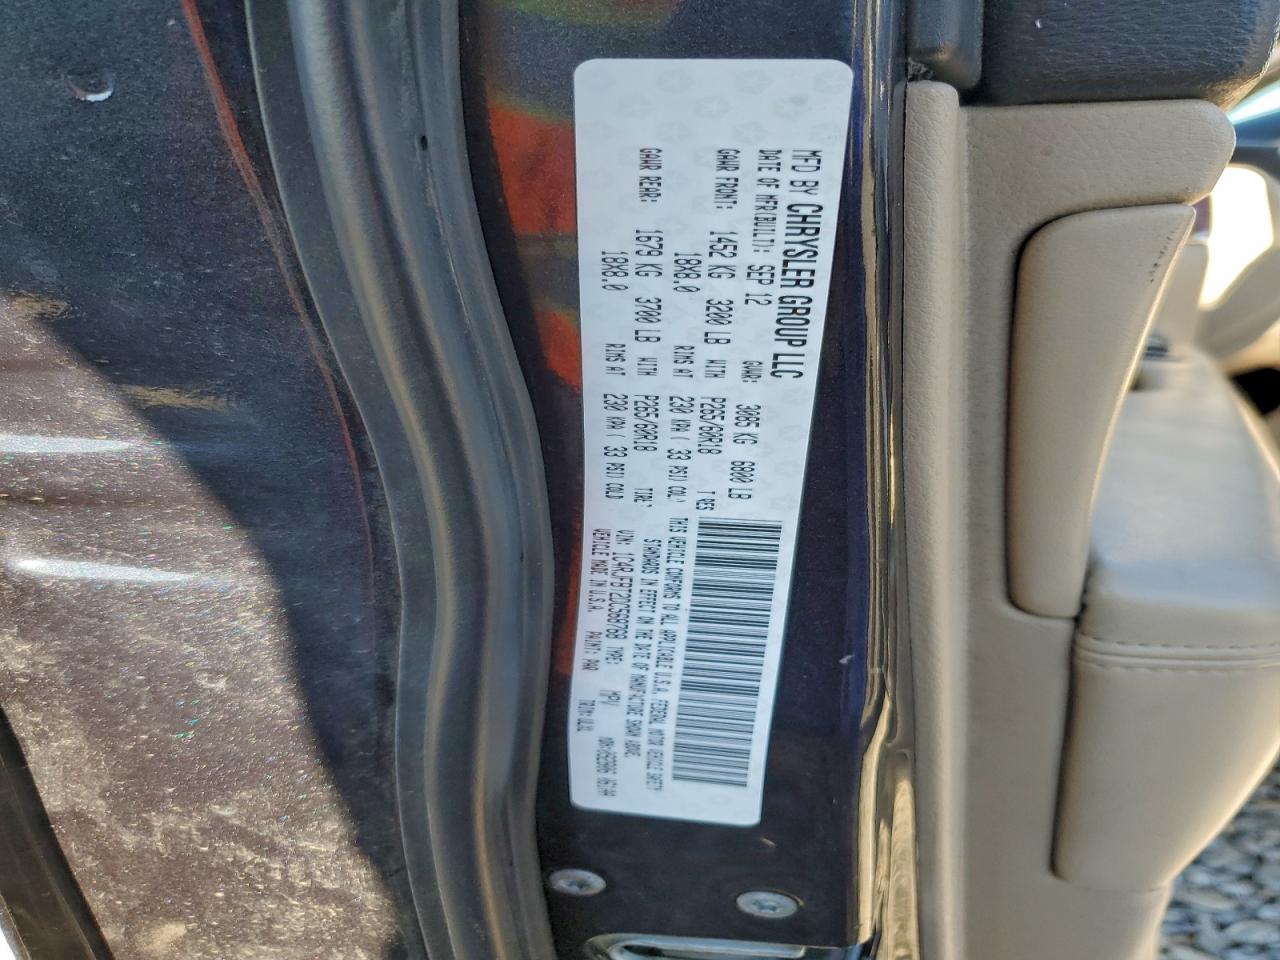 MFD BY CHRYSLER GROUP LLC
DATE OF MFR(BUILT): SEP 12 GVWR: 3085 KG 6800 LB
GAWR FRONT: 1452 KG 3200 LB WITH P265/60R18 TIRES
18X8.0 RIMS AT 230 KPA( 33 PSI) COLD
GAWR REAR: 1679 KG 3700 LB WITH P265/60R18 TIRES
18X8.0 RIMS AT 230 KPA( 33 PSI) COLD
THIS VEHICLE CONFORMS TO ALL APPLICABLE U.S.A. FEDERAL MOTOR VEHICLE SAFETY
STANDARDS IN EFFECT ON THE DATE OF MANUFACTURE SHOWN ABOVE.
VIN: TYPE: MPV
VEHICLE MADE IN U.S.A. PAINT: TRIM: